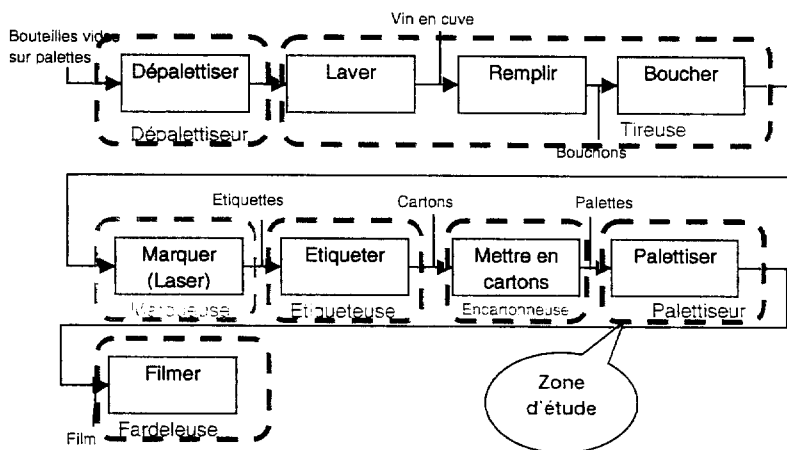 Vin en cuve
Bouteilles vides
sur palettes
Dépalettiser
Laver
Remplir
Boucher
Dépalettiseur
Tireuse
Bouchons
Etiquettes
Cartons
Palettes
Marquer
(Laser)
Etiqueter
Mettre en
cartons
Palettiser
Marqueuse
Etiqueteuse
Encartonneuse
Palettiseur
Filmer
Zone
d'étude
Film
Fardeleuse